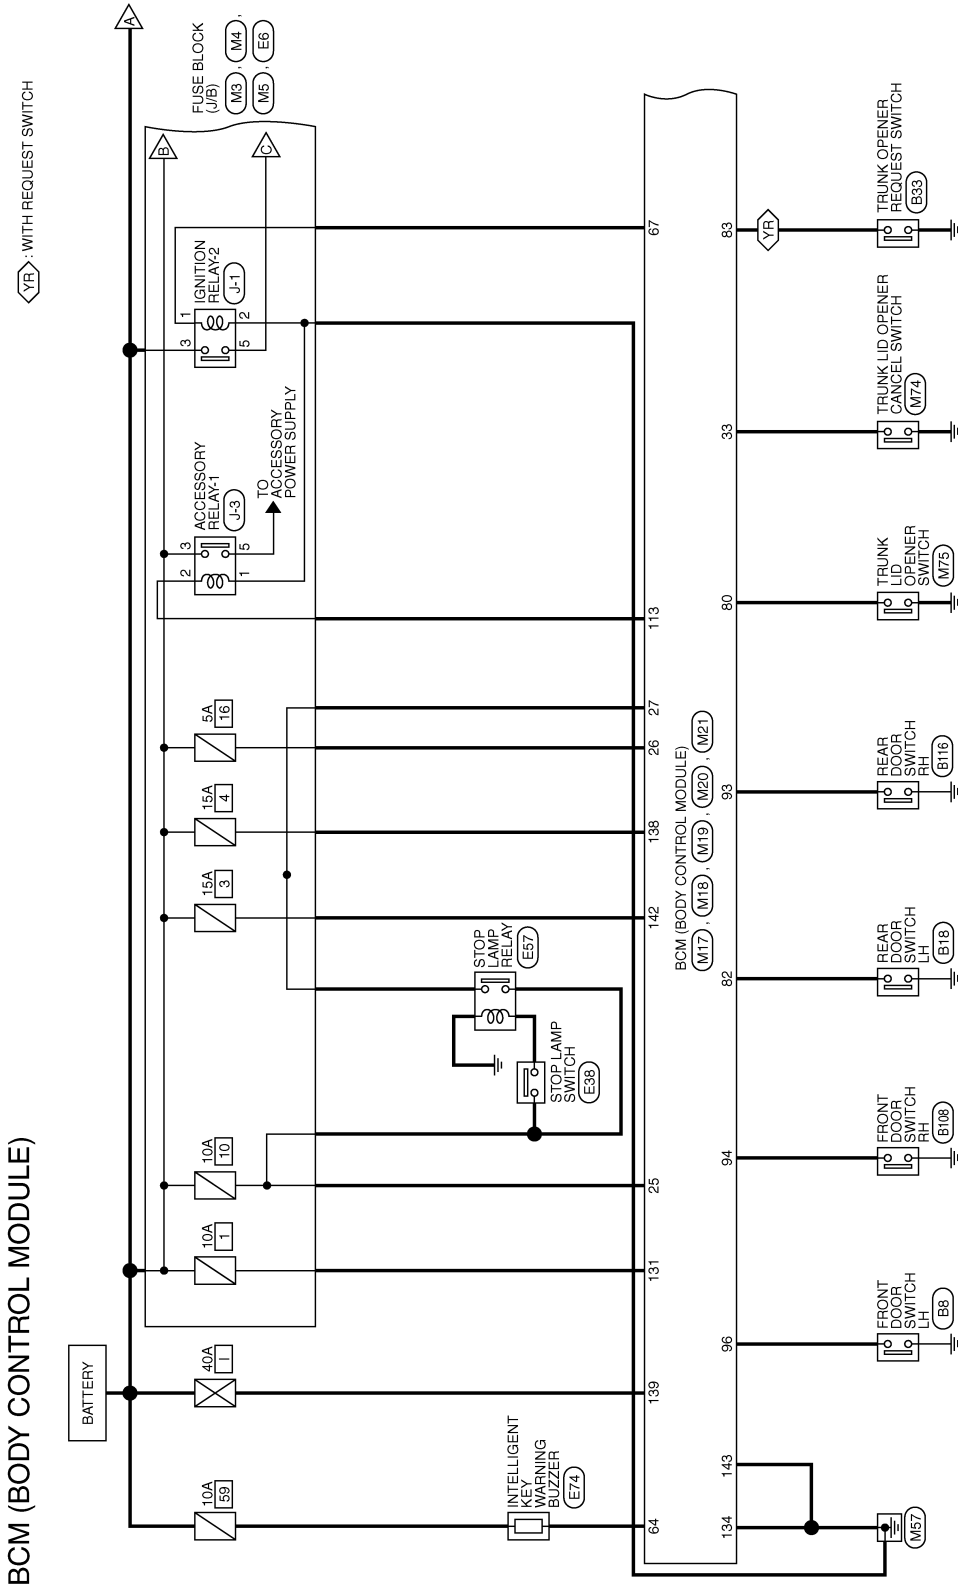 BCM (BODY CONTROL MODULE)
YR : WITH REQUEST SWITCH
BATTERY
A
10A
59
40A
I
10A
1
10A
10
15A
3
15A
4
5A
16
ACCESSORY
RELAY-1
J-3
2
3
1
5
TO
ACCESSORY
POWER SUPPLY
IGNITION
RELAY-2
J-1
3
1
5
2
B
C
FUSE BLOCK
(J/B)
M3 , M4 ,
M5 , E6
INTELLIGENT
KEY
WARNING
BUZZER
E74
STOP LAMP
SWITCH
E38
STOP
LAMP
RELAY
E57
64
139
131
25
142
138
26
27
113
67
BCM (BODY CONTROL MODULE)
M17 , M18 , M19 , M20 , M21
134
143
96
94
82
93
80
33
83
YR
M57
FRONT
DOOR
SWITCH
LH
B8
FRONT
DOOR
SWITCH
RH
B108
REAR
DOOR
SWITCH
LH
B18
REAR
DOOR
SWITCH
RH
B116
TRUNK
LID
OPENER
SWITCH
M75
TRUNK LID OPENER
CANCEL SWITCH
M74
TRUNK OPENER
REQUEST SWITCH
B33